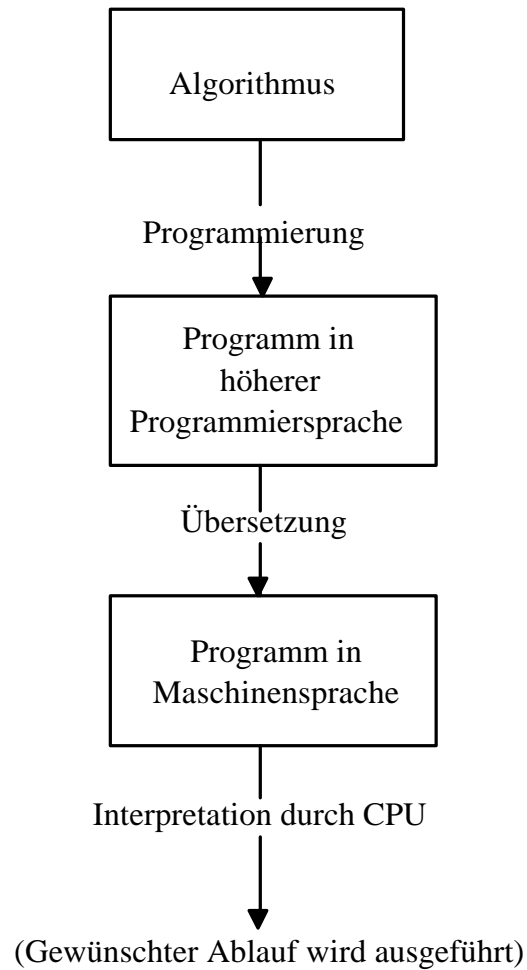 Algorithmus
Programmierung
Programm in
höherer
Programmiersprache
Übersetzung
Programm in
Maschinensprache
Interpretation durch CPU
(Gewünschter Ablauf wird ausgeführt)